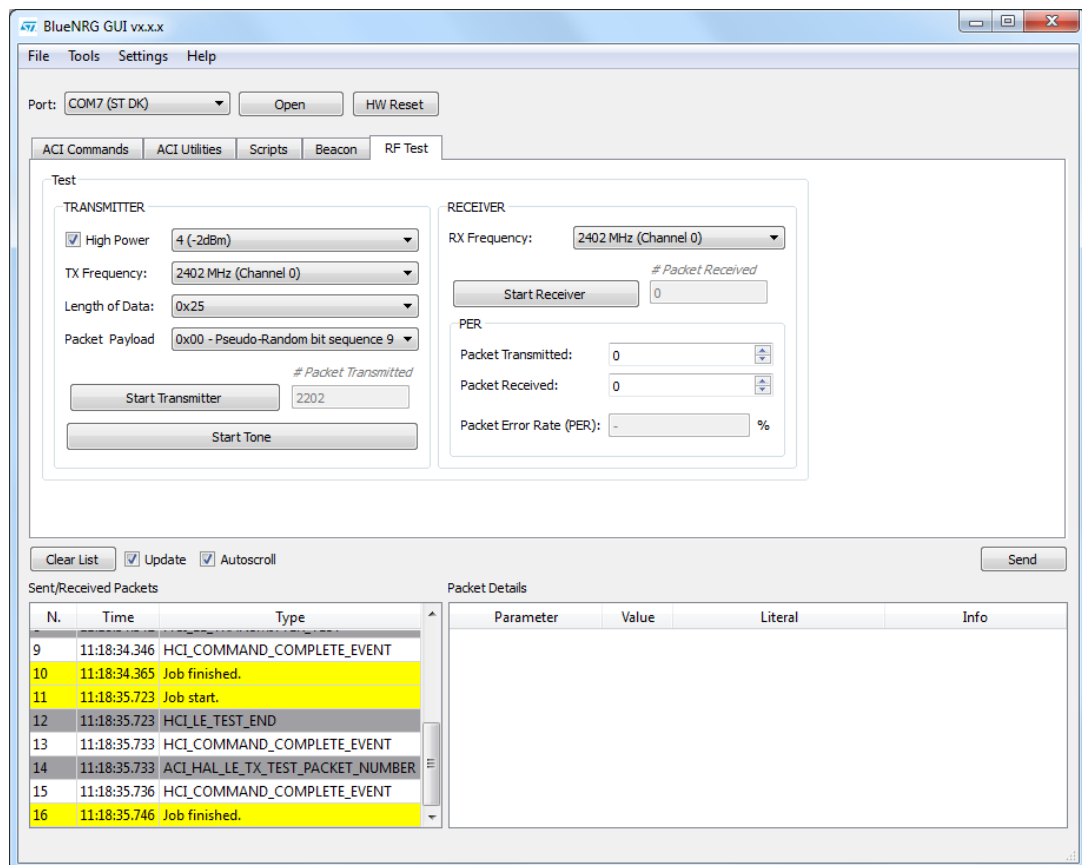 BlueNRG GUI vx.x.x
File Tools Settings Help
Port: COM7 (ST DK) Open HW Reset
ACI Commands ACI Utilities Scripts Beacon RF Test
Test
TRANSMITTER
High Power 4 (-2dBm)
TX Frequency: 2402 MHz (Channel 0)
Length of Data: 0x25
Packet Payload 0x00 - Pseudo-Random bit sequence 9
# Packet Transmitted
Start Transmitter 2202
Start Tone
RECEIVER
RX Frequency: 2402 MHz (Channel 0)
# Packet Received
Start Receiver 0
PER
Packet Transmitted: 0
Packet Received: 0
Packet Error Rate (PER): - %
Clear List Update Autoscroll Send
Sent/Received Packets
N. Time Type
9 11:18:34.346 HCI_COMMAND_COMPLETE_EVENT
10 11:18:34.365 Job finished.
11 11:18:35.723 Job start.
12 11:18:35.723 HCI_LE_TEST_END
13 11:18:35.733 HCI_COMMAND_COMPLETE_EVENT
14 11:18:35.733 ACI_HAL_LE_TX_TEST_PACKET_NUMBER
15 11:18:35.736 HCI_COMMAND_COMPLETE_EVENT
16 11:18:35.746 Job finished.
Packet Details
Parameter Value Literal Info